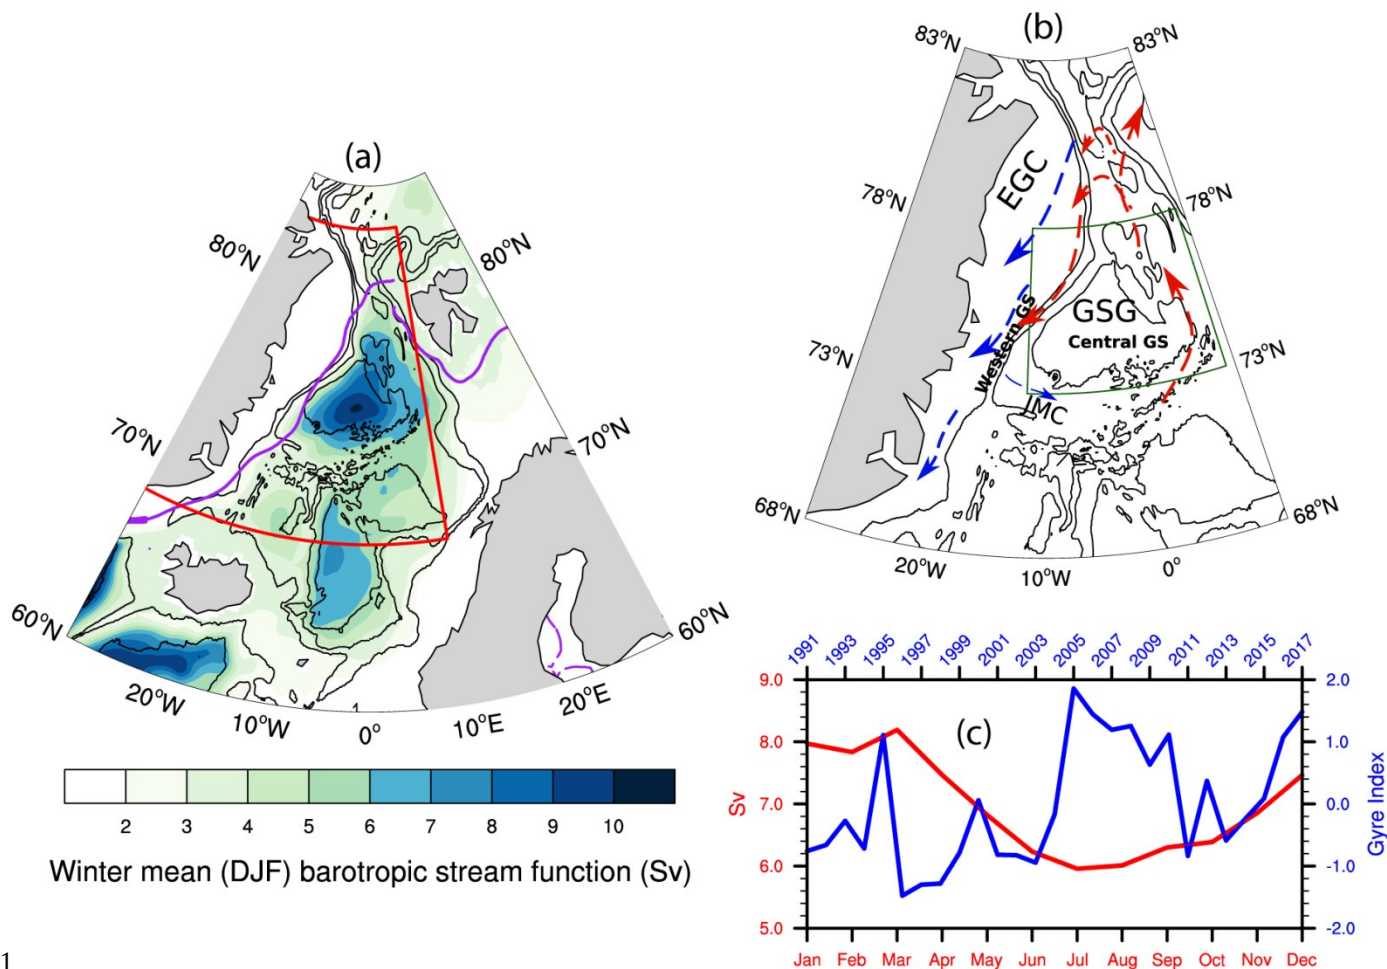 (a)
80°N
80°N
70°N
70°N
60°N
60°N
20°W
10°W
0°
10°E
20°E
2 3 4 5 6 7 8 9 10
Winter mean (DJF) barotropic stream function (Sv)
(b)
83°N
83°N
EGC
78°N
78°N
GSG
Central GS
Western GS
73°N
73°N
JMC
68°N
68°N
20°W
10°W
0°
1991 1993 1995 1997 1999 2001 2003 2005 2007 2009 2011 2013 2015 2017
(c)
Sv
9.0
8.0
7.0
6.0
5.0
Gyre Index
2.0
1.0
0.0
-1.0
-2.0
Jan Feb Mar Apr May Jun Jul Aug Sep Oct Nov Dec
1